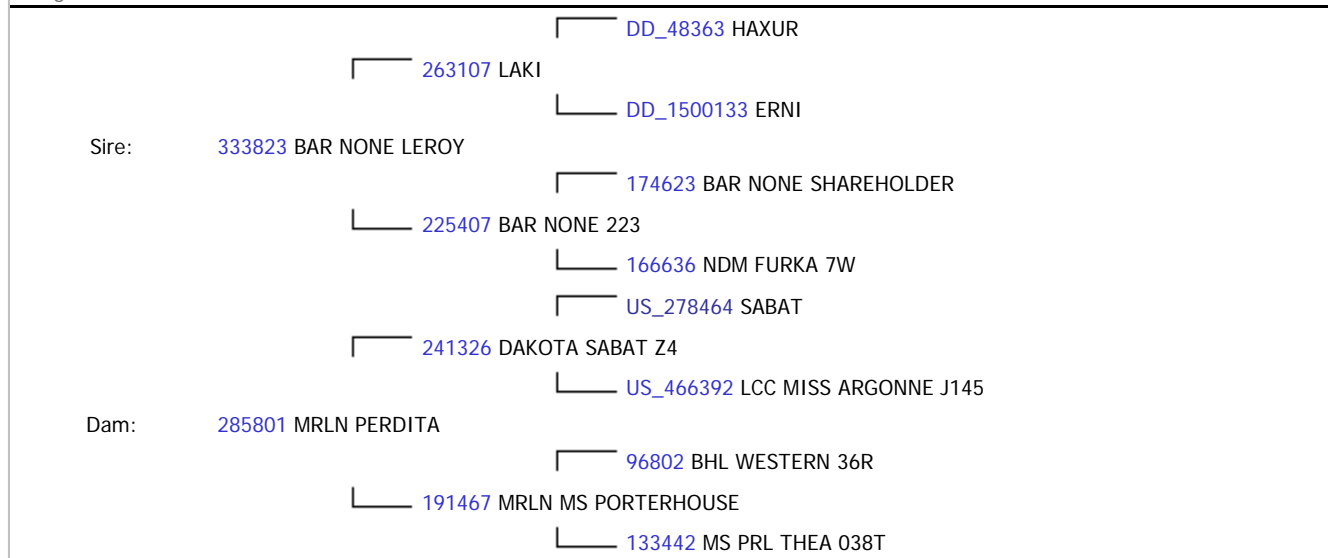 DD_48363 HAXUR
263107 LAKI
DD_1500133 ERNI
Sire: 333823 BAR NONE LEROY
174623 BAR NONE SHAREHOLDER
225407 BAR NONE 223
166636 NDM FURKA 7W
US_278464 SABAT
241326 DAKOTA SABAT Z4
US_466392 LCC MISS ARGONNE J145
Dam: 285801 MRLN PERDITA
96802 BHL WESTERN 36R
191467 MRLN MS PORTERHOUSE
133442 MS PRL THEA 038T